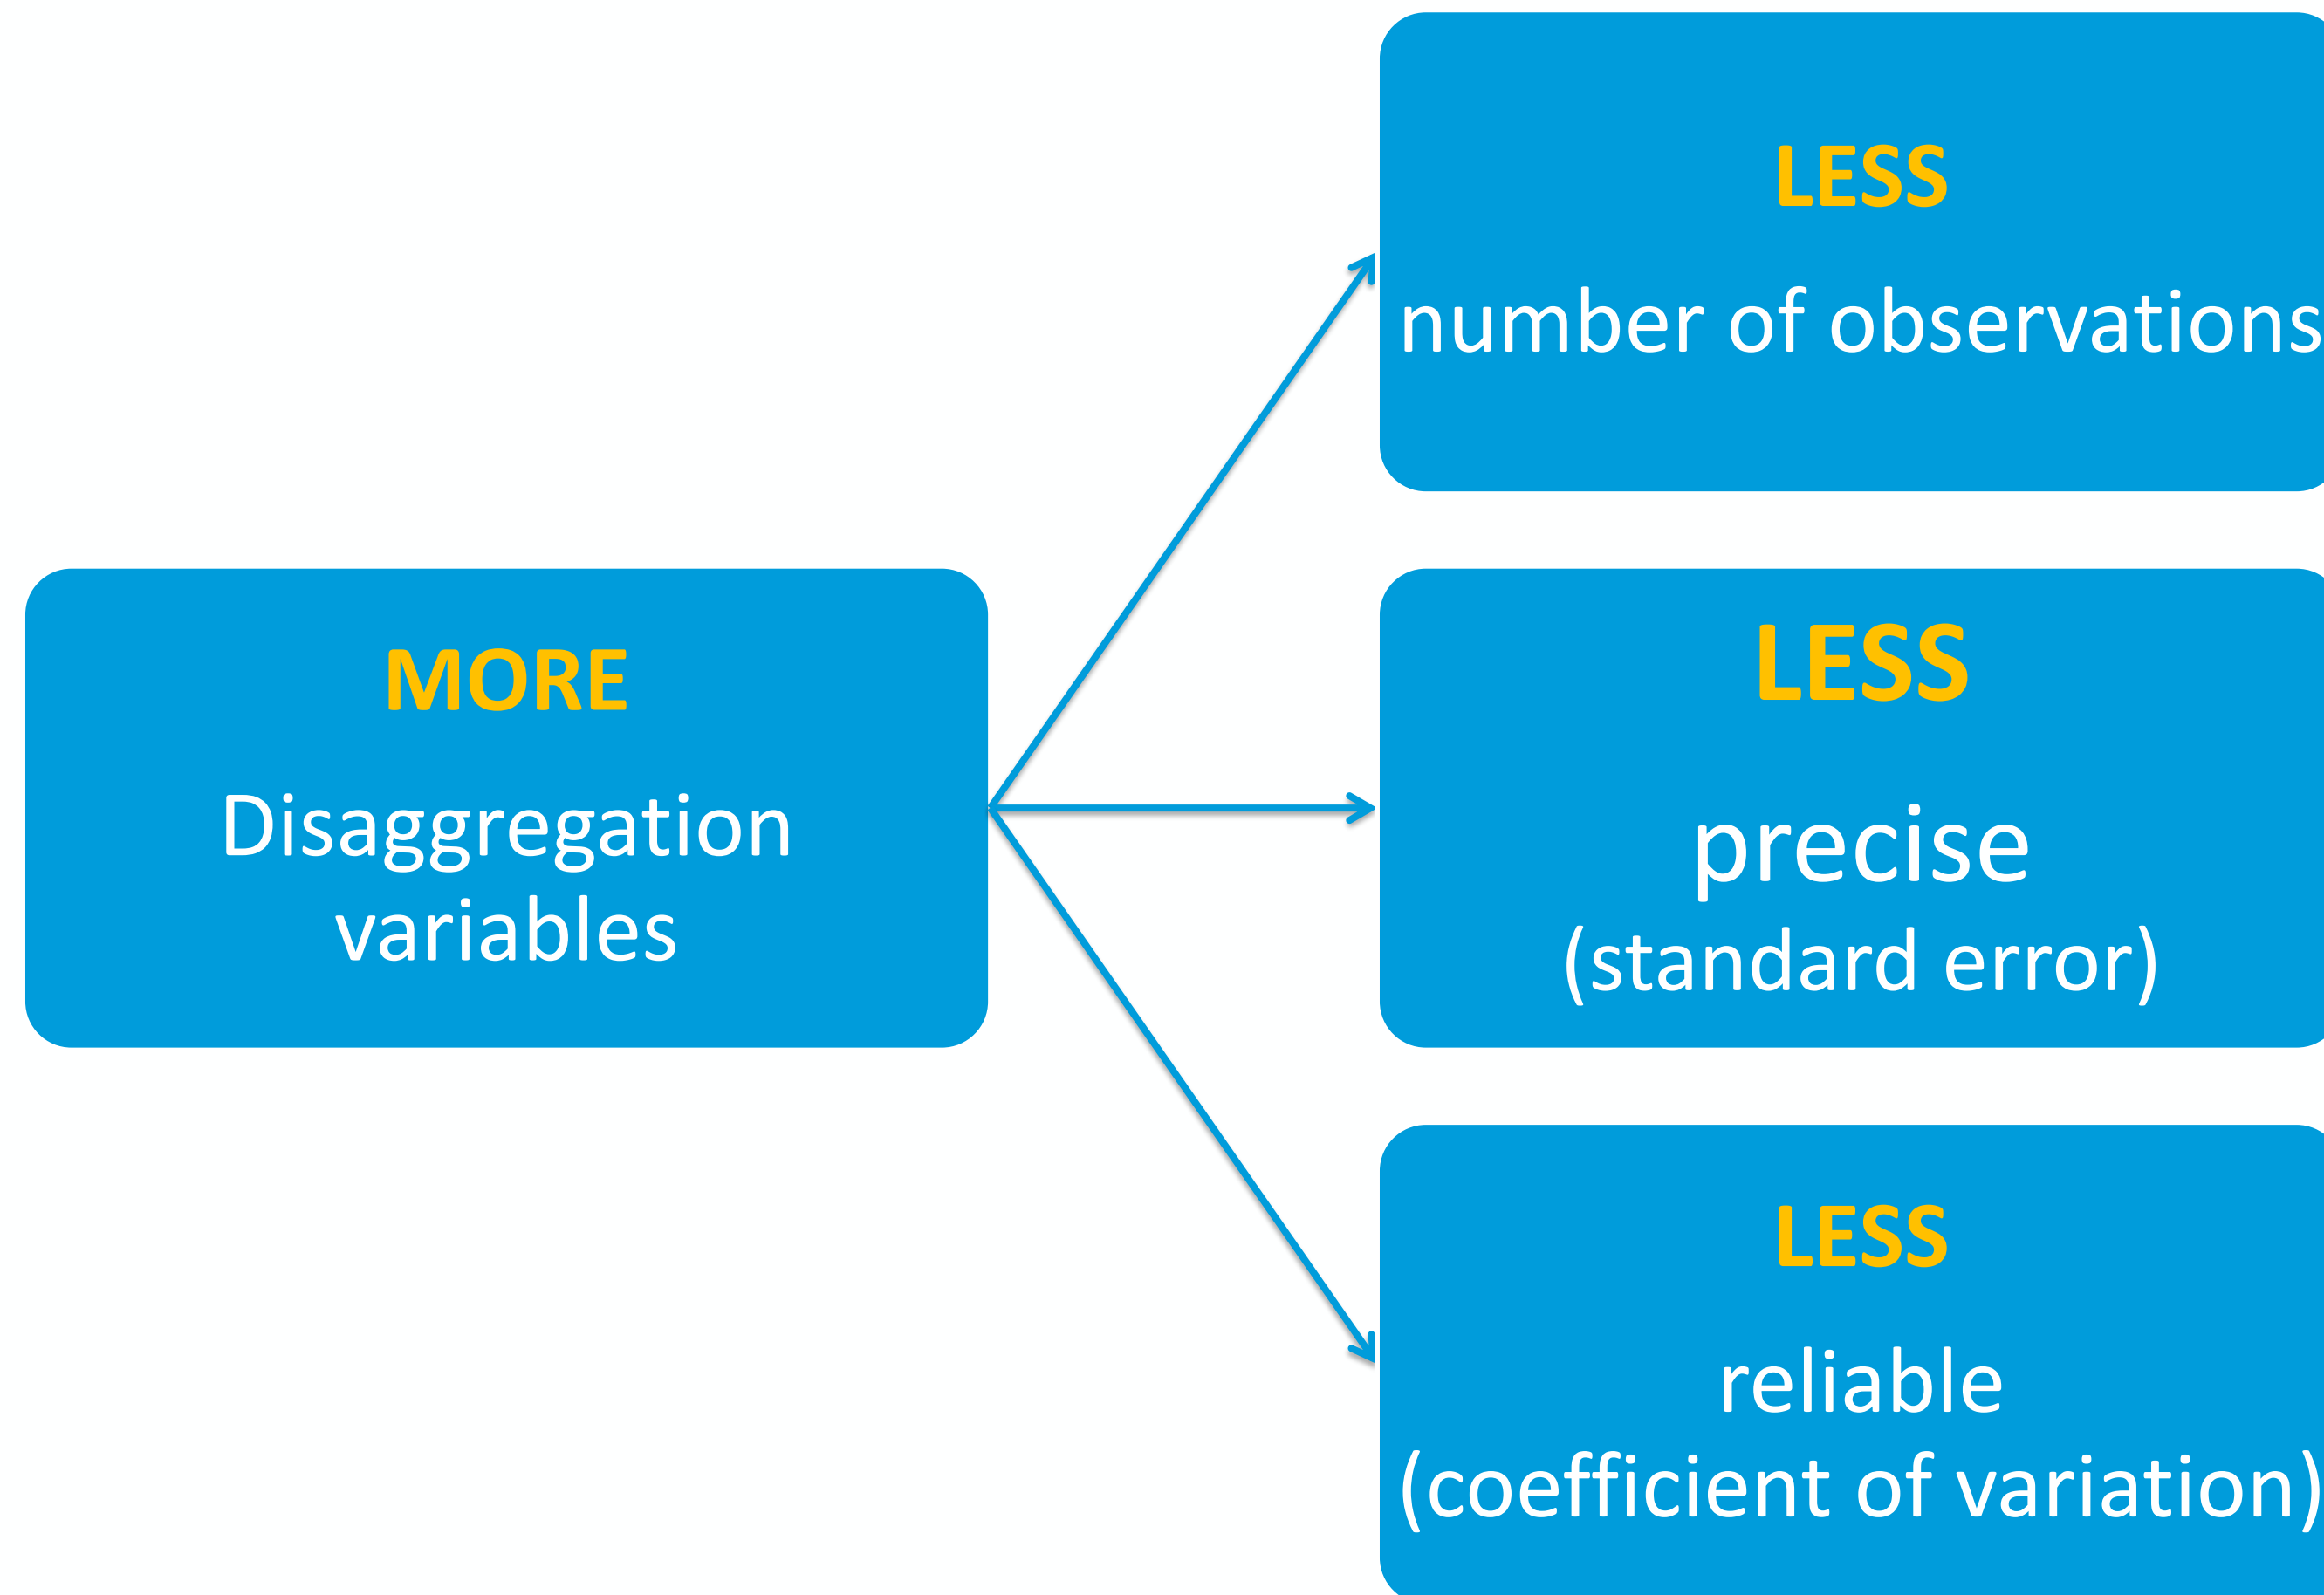 MORE
Disaggregation
variables
LESS
number of observations
LESS
precise
(standard error)
LESS
reliable
(coefficient of variation)